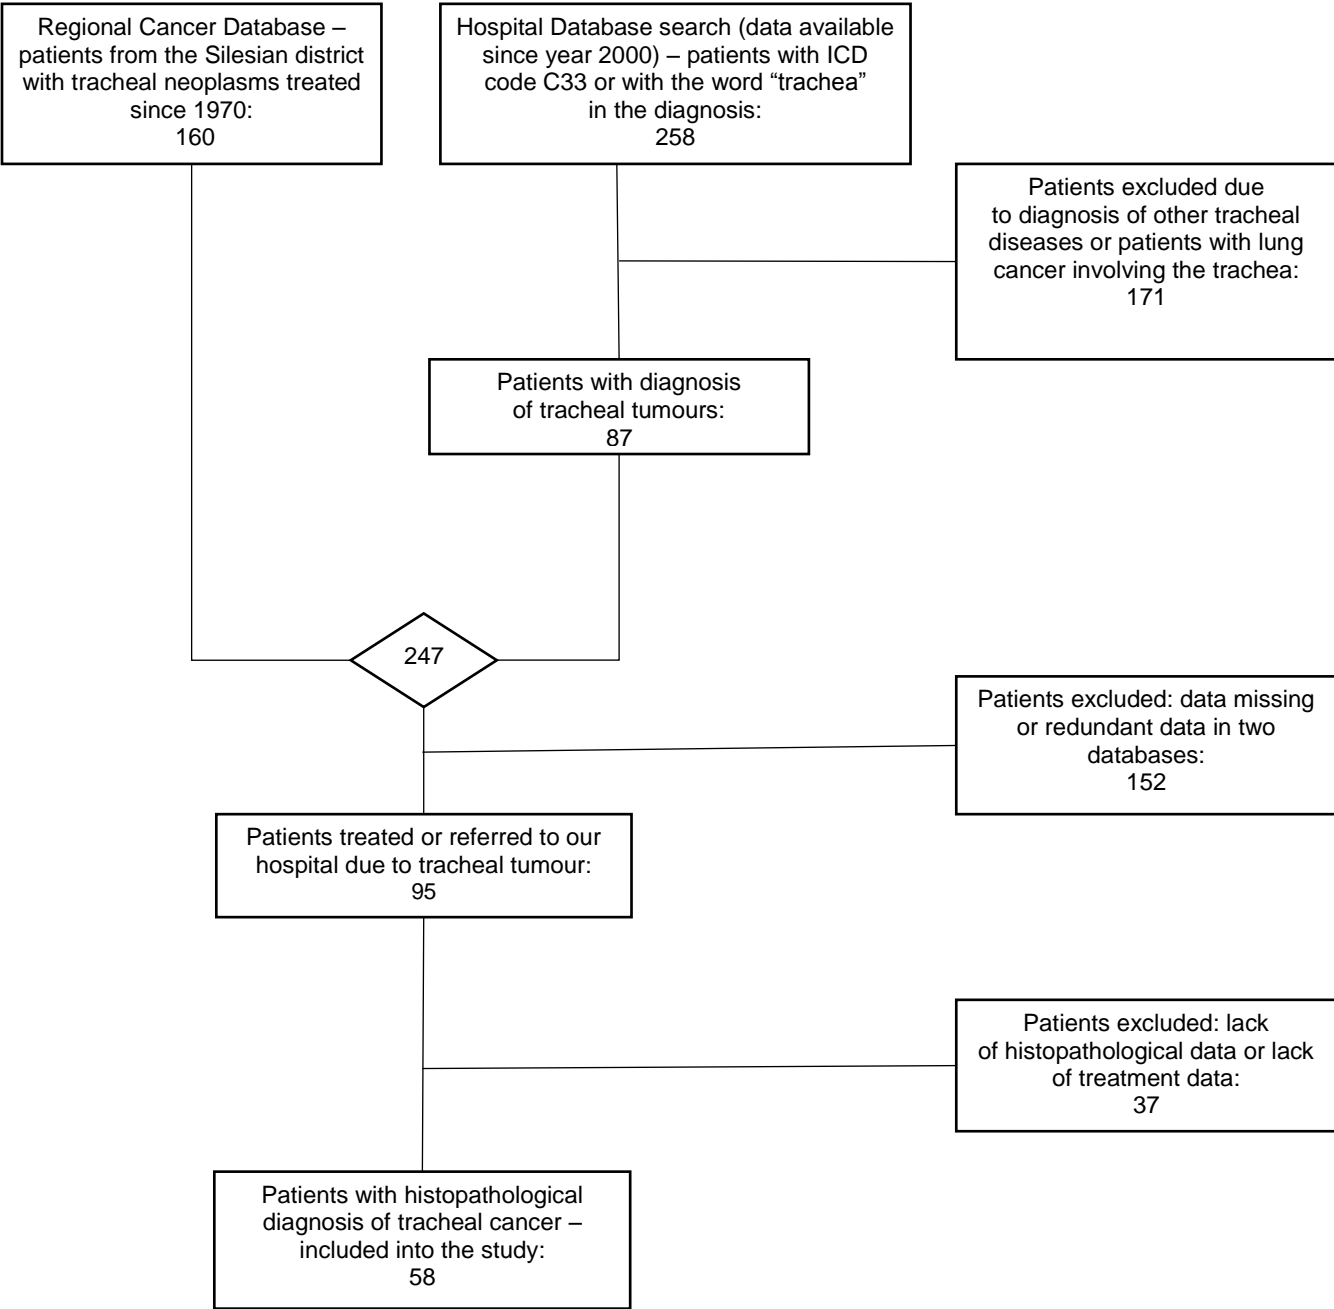 Regional Cancer Database –
patients from the Silesian district
with tracheal neoplasms treated
since 1970:
160
Hospital Database search (data available
since year 2000) – patients with ICD
code C33 or with the word “trachea”
in the diagnosis:
258
Patients excluded due
to diagnosis of other tracheal
diseases or patients with lung
cancer involving the trachea:
171
Patients with diagnosis
of tracheal tumours:
87
247
Patients excluded: data missing
or redundant data in two
databases:
152
Patients treated or referred to our
hospital due to tracheal tumour:
95
Patients excluded: lack
of histopathological data or lack
of treatment data:
37
Patients with histopathological
diagnosis of tracheal cancer –
included into the study:
58